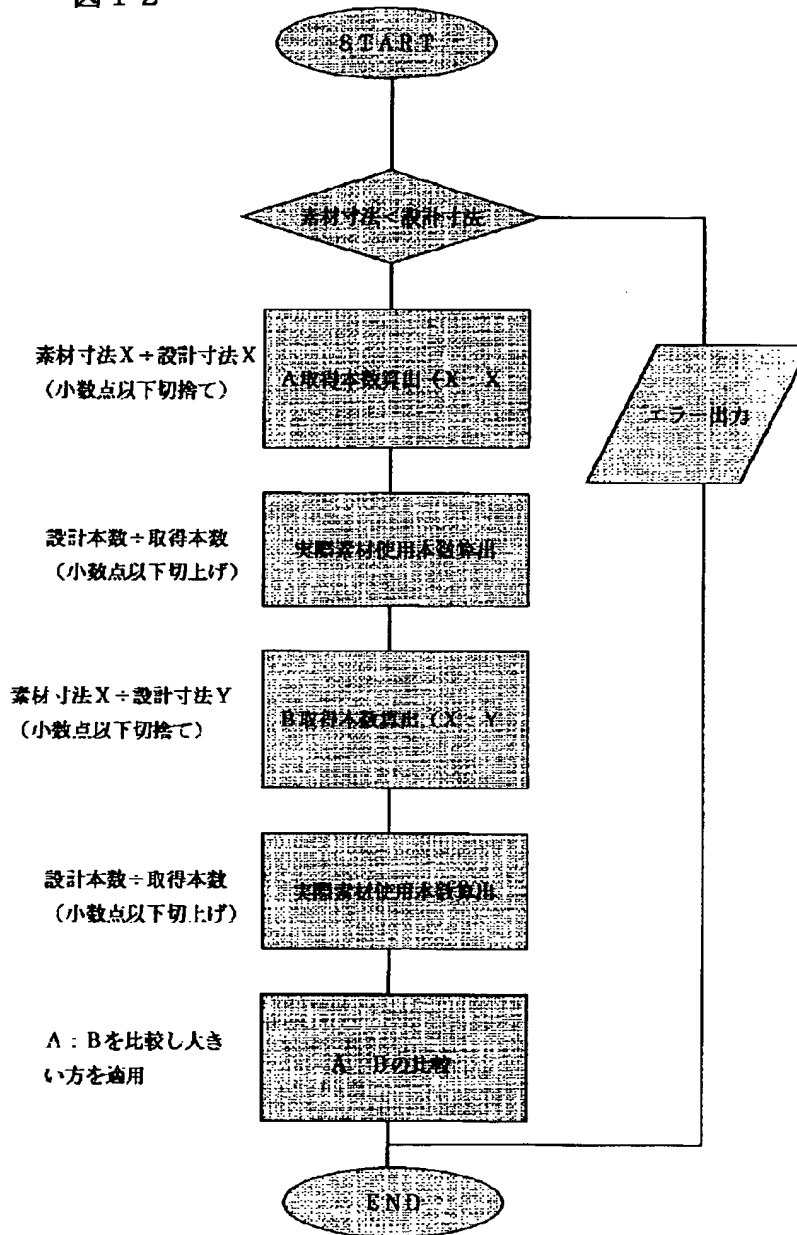 図12
START
素材寸法<設計寸法
素材寸法X÷設計寸法X
(小数点以下切捨て)
A取得本数算出(X-X
エラー出力
設計本数÷取得本数
(小数点以下切上げ)
実際素材使用本数算出
素材寸法X÷設計寸法Y
(小数点以下切捨て)
B取得本数算出(X-Y
設計本数÷取得本数
(小数点以下切上げ)
実際素材使用本数算出
A:Bを比較し大き
い方を適用
A:Bの比較
END